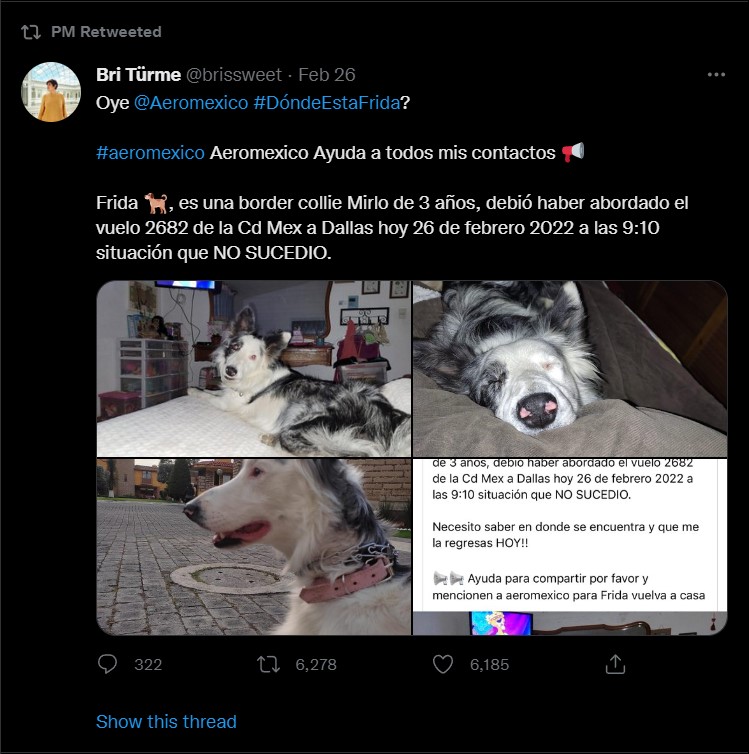 PM Retweeted
Bri Türme @brissweet · Feb 26
Oye @Aeromexico #DóndeEstaFrida?
#aeromexico Aeromexico Ayuda a todos mis contactos 📢
Frida 🐕, es una border collie Mirlo de 3 años, debió haber abordado el
vuelo 2682 de la Cd Mex a Dallas hoy 26 de febrero 2022 a las 9:10
situación que NO SUCEDIO.
de 3 años, debió haber abordado el vuelo 2682
de la Cd Mex a Dallas hoy 26 de febrero 2022 a
las 9:10 situación que NO SUCEDIO.
Necesito saber en donde se encuentra y que me
la regresas HOY!!
📢📢 Ayuda para compartir por favor y
mencionen a aeromexico para Frida vuelva a casa
322 6,278 6,185
Show this thread